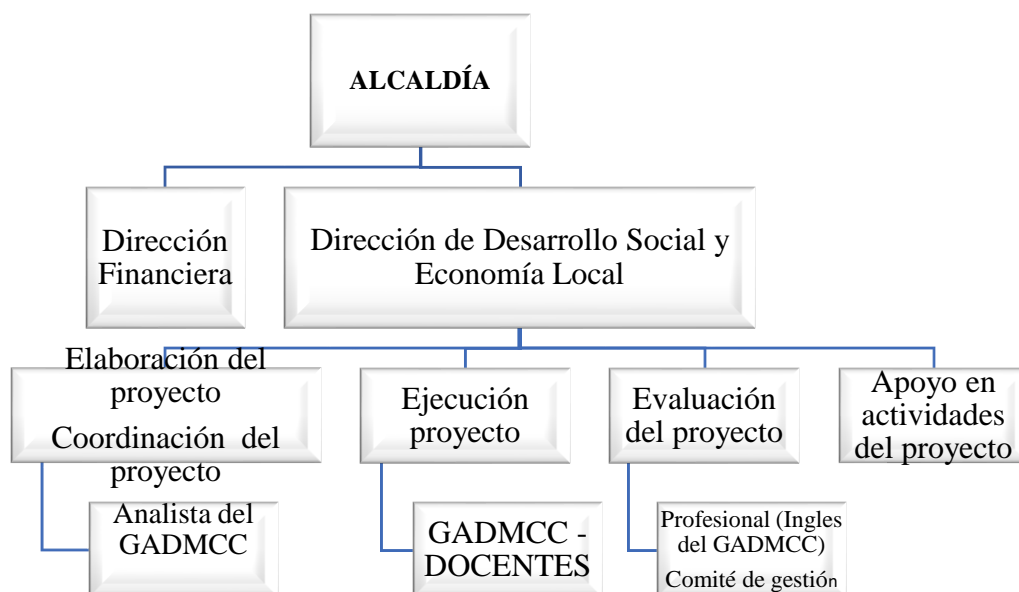 ALCALDÍA
Dirección
Financiera
Dirección de Desarrollo Social y
Economía Local
Elaboración del
proyecto
Coordinación del
proyecto
Ejecución
proyecto
Evaluación
del proyecto
Apoyo en
actividades
del proyecto
Analista del
GADMCC
GADMCC -
DOCENTES
Profesional (Ingles
del GADMCC)
Comité de gestión